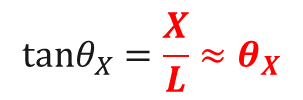 tanθ_X = X/L ≈ θ_X